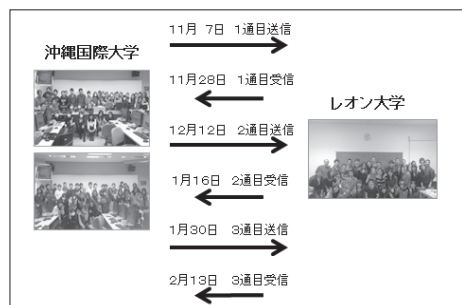 11月 7日 1通目送信
沖縄国際大学
11月28日 1通目受信
レオン大学
12月12日 2通目送信
1月16日 2通目受信
1月30日 3通目送信
2月13日 3通目受信